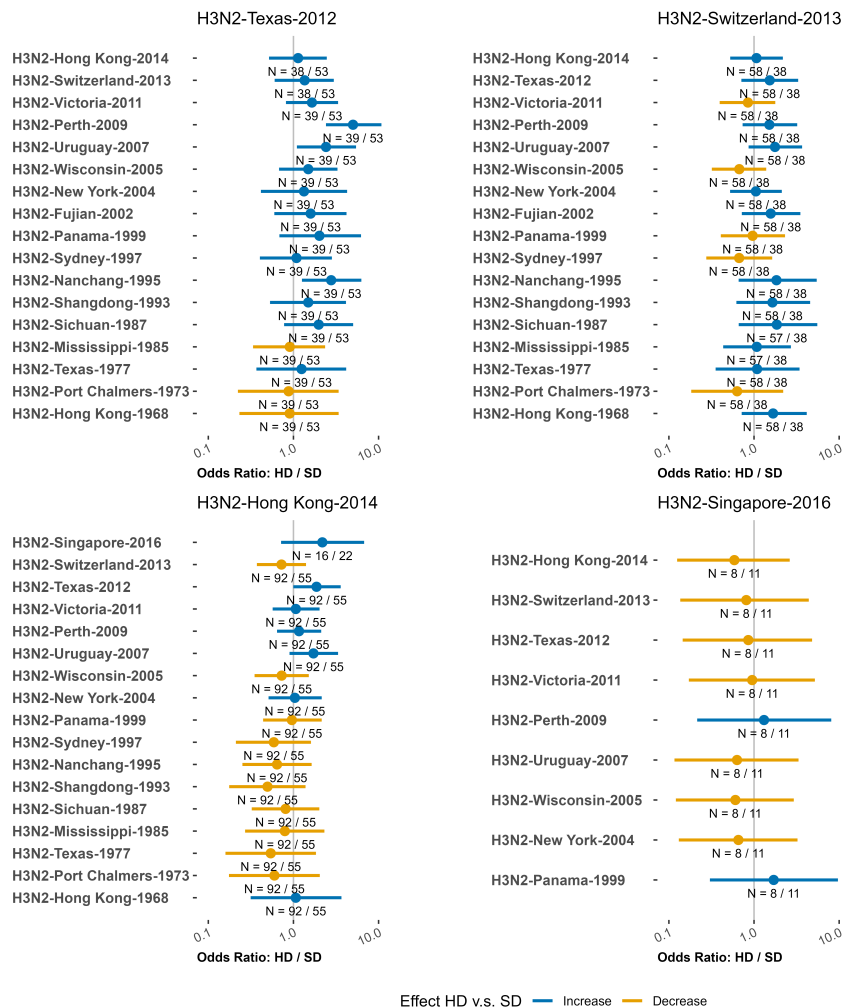 H3N2-Texas-2012
H3N2-Hong Kong-2014
N = 38 / 53
H3N2-Switzerland-2013
N = 38 / 53
H3N2-Victoria-2011
N = 39 / 53
H3N2-Perth-2009
N = 39 / 53
H3N2-Uruguay-2007
N = 39 / 53
H3N2-Wisconsin-2005
N = 39 / 53
H3N2-New York-2004
N = 39 / 53
H3N2-Fujian-2002
N = 39 / 53
H3N2-Panama-1999
N = 39 / 53
H3N2-Sydney-1997
N = 39 / 53
H3N2-Nanchang-1995
N = 39 / 53
H3N2-Shangdong-1993
N = 39 / 53
H3N2-Sichuan-1987
N = 39 / 53
H3N2-Mississippi-1985
N = 39 / 53
H3N2-Texas-1977
N = 39 / 53
H3N2-Port Chalmers-1973
N = 39 / 53
H3N2-Hong Kong-1968
N = 39 / 53
0.1 1.0 10.0
Odds Ratio: HD / SD
H3N2-Switzerland-2013
H3N2-Hong Kong-2014
N = 58 / 38
H3N2-Texas-2012
N = 58 / 38
H3N2-Victoria-2011
N = 58 / 38
H3N2-Perth-2009
N = 58 / 38
H3N2-Uruguay-2007
N = 58 / 38
H3N2-Wisconsin-2005
N = 58 / 38
H3N2-New York-2004
N = 58 / 38
H3N2-Fujian-2002
N = 58 / 38
H3N2-Panama-1999
N = 58 / 38
H3N2-Sydney-1997
N = 58 / 38
H3N2-Nanchang-1995
N = 58 / 38
H3N2-Shangdong-1993
N = 58 / 38
H3N2-Sichuan-1987
N = 57 / 38
H3N2-Mississippi-1985
N = 57 / 38
H3N2-Texas-1977
N = 58 / 38
H3N2-Port Chalmers-1973
N = 58 / 38
H3N2-Hong Kong-1968
N = 58 / 38
0.1 1.0 10.0
Odds Ratio: HD / SD
H3N2-Hong Kong-2014
H3N2-Singapore-2016
N = 16 / 22
H3N2-Switzerland-2013
N = 92 / 55
H3N2-Texas-2012
N = 92 / 55
H3N2-Victoria-2011
N = 92 / 55
H3N2-Perth-2009
N = 92 / 55
H3N2-Uruguay-2007
N = 92 / 55
H3N2-Wisconsin-2005
N = 92 / 55
H3N2-New York-2004
N = 92 / 55
H3N2-Panama-1999
N = 92 / 55
H3N2-Sydney-1997
N = 92 / 55
H3N2-Nanchang-1995
N = 92 / 55
H3N2-Shangdong-1993
N = 92 / 55
H3N2-Sichuan-1987
N = 92 / 55
H3N2-Mississippi-1985
N = 92 / 55
H3N2-Texas-1977
N = 92 / 55
H3N2-Port Chalmers-1973
N = 92 / 55
H3N2-Hong Kong-1968
N = 92 / 55
0.1 1.0 10.0
Odds Ratio: HD / SD
H3N2-Singapore-2016
H3N2-Hong Kong-2014
N = 8 / 11
H3N2-Switzerland-2013
N = 8 / 11
H3N2-Texas-2012
N = 8 / 11
H3N2-Victoria-2011
N = 8 / 11
H3N2-Perth-2009
N = 8 / 11
H3N2-Uruguay-2007
N = 8 / 11
H3N2-Wisconsin-2005
N = 8 / 11
H3N2-New York-2004
N = 8 / 11
H3N2-Panama-1999
N = 8 / 11
0.1 1.0 10.0
Odds Ratio: HD / SD
Effect HD v.s. SD Increase Decrease